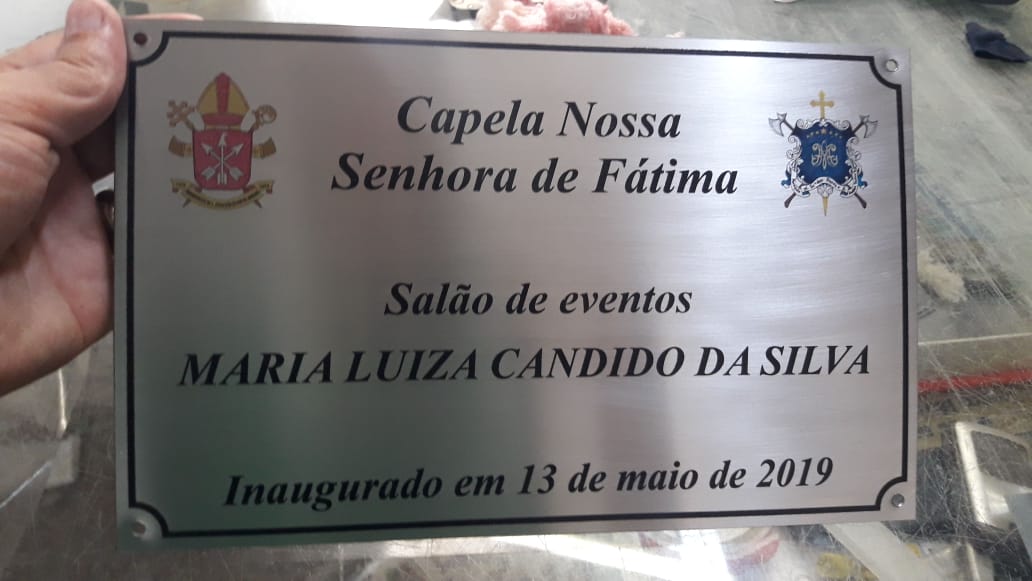 Capela Nossa
Senhora de Fátima
Salão de eventos
MARIA LUIZA CANDIDO DA SILVA
Inaugurado em 13 de maio de 2019